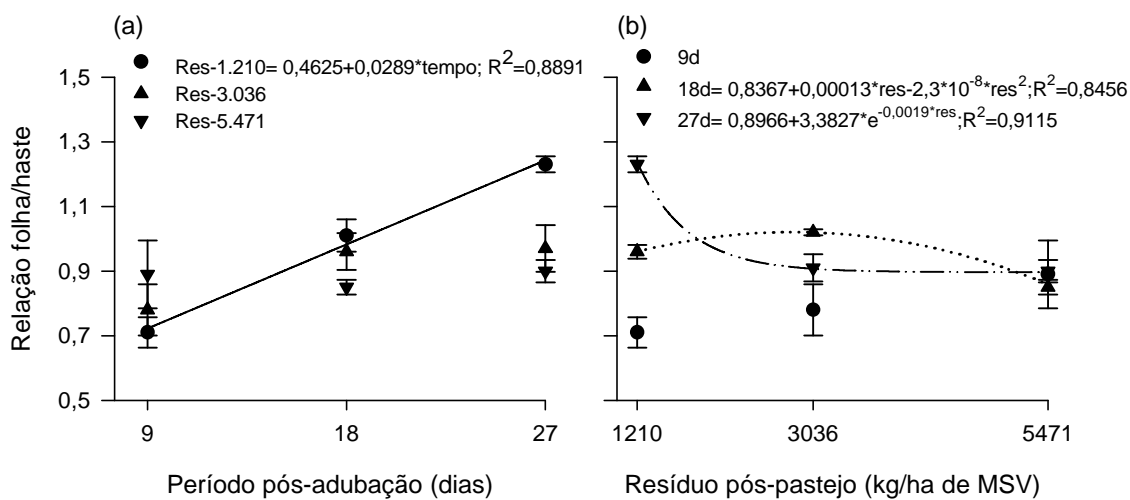 (a)
Res-1.210= 0,4625+0,0289*tempo; R²=0,8891
Res-3.036
Res-5.471
(b)
9d
18d= 0,8367+0,00013*res-2,3*10⁻⁸*res²;R²=0,8456
27d= 0,8966+3,3827*e⁻⁰,⁰⁰¹⁹*ʳᵉˢ;R²=0,9115
Relação folha/haste
1,5
1,3
1,1
0,9
0,7
0,5
9 18 27
Período pós-adubação (dias)
1210 3036 5471
Resíduo pós-pastejo (kg/ha de MSV)